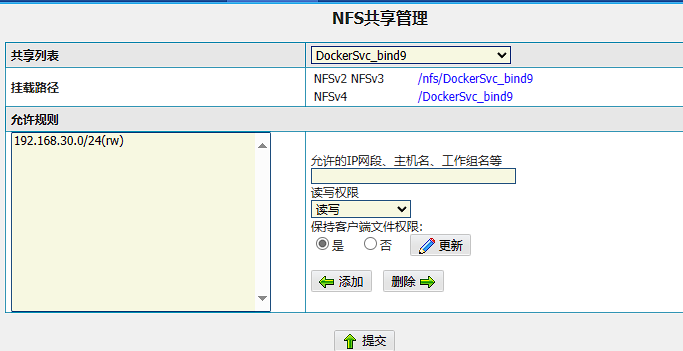 NFS共享管理
共享列表
DockerSvc_bind9
挂载路径
NFSv2 NFSv3 /nfs/DockerSvc_bind9
NFSv4 /DockerSvc_bind9
允许规则
192.168.30.0/24(rw)
允许的IP网段、主机名、工作组名等
读写权限
读写
保持客户端文件权限:
是 否 更新
添加 删除
提交